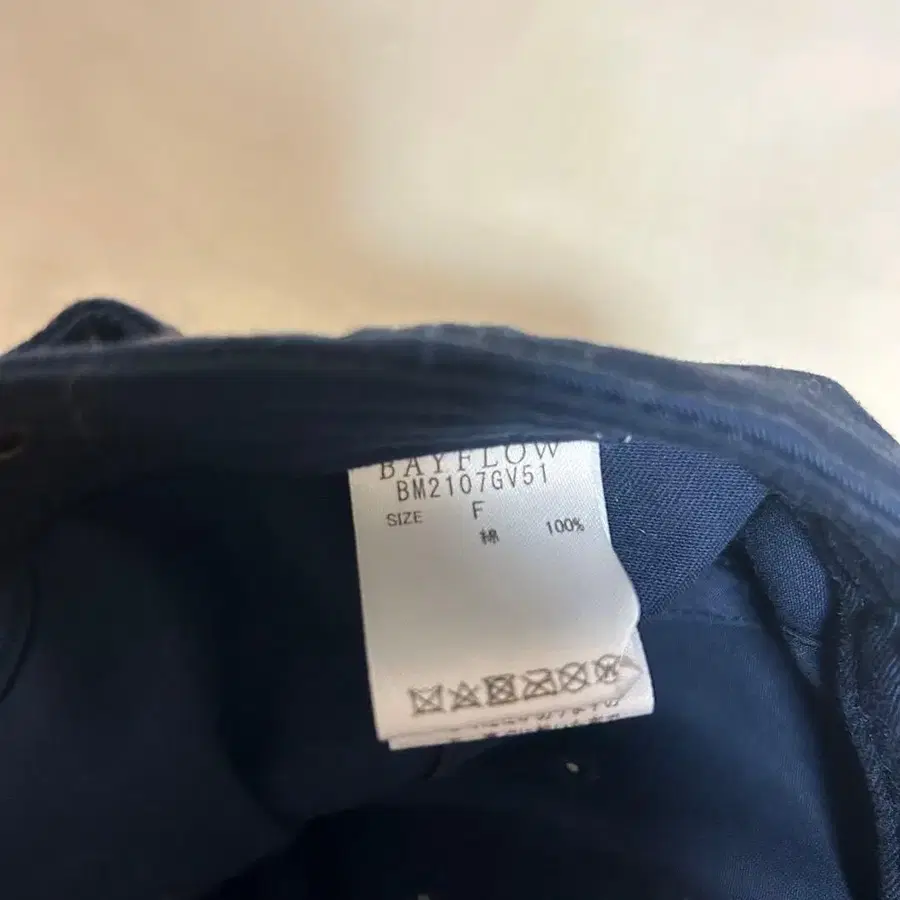 BAYFLOW
BM2107GV51
SIZE F
綿 100%